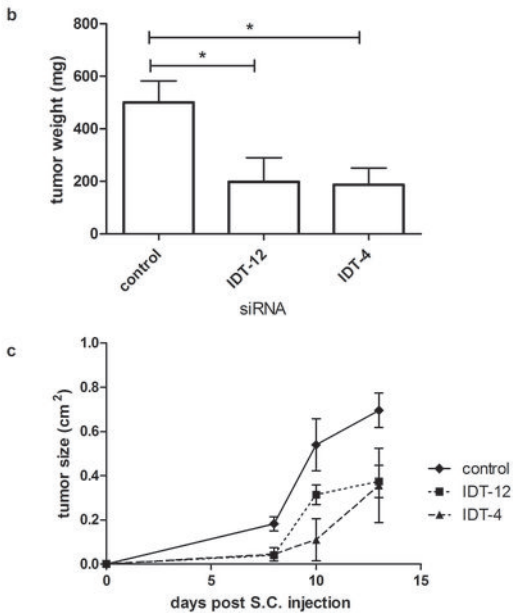 b
800
600
400
200
0
tumor weight (mg)
*
*
control
IDT-12
IDT-4
siRNA
c
1.0
0.8
0.6
0.4
0.2
0.0
tumor size (cm²)
0
5
10
15
days post S.C. injection
control
IDT-12
IDT-4